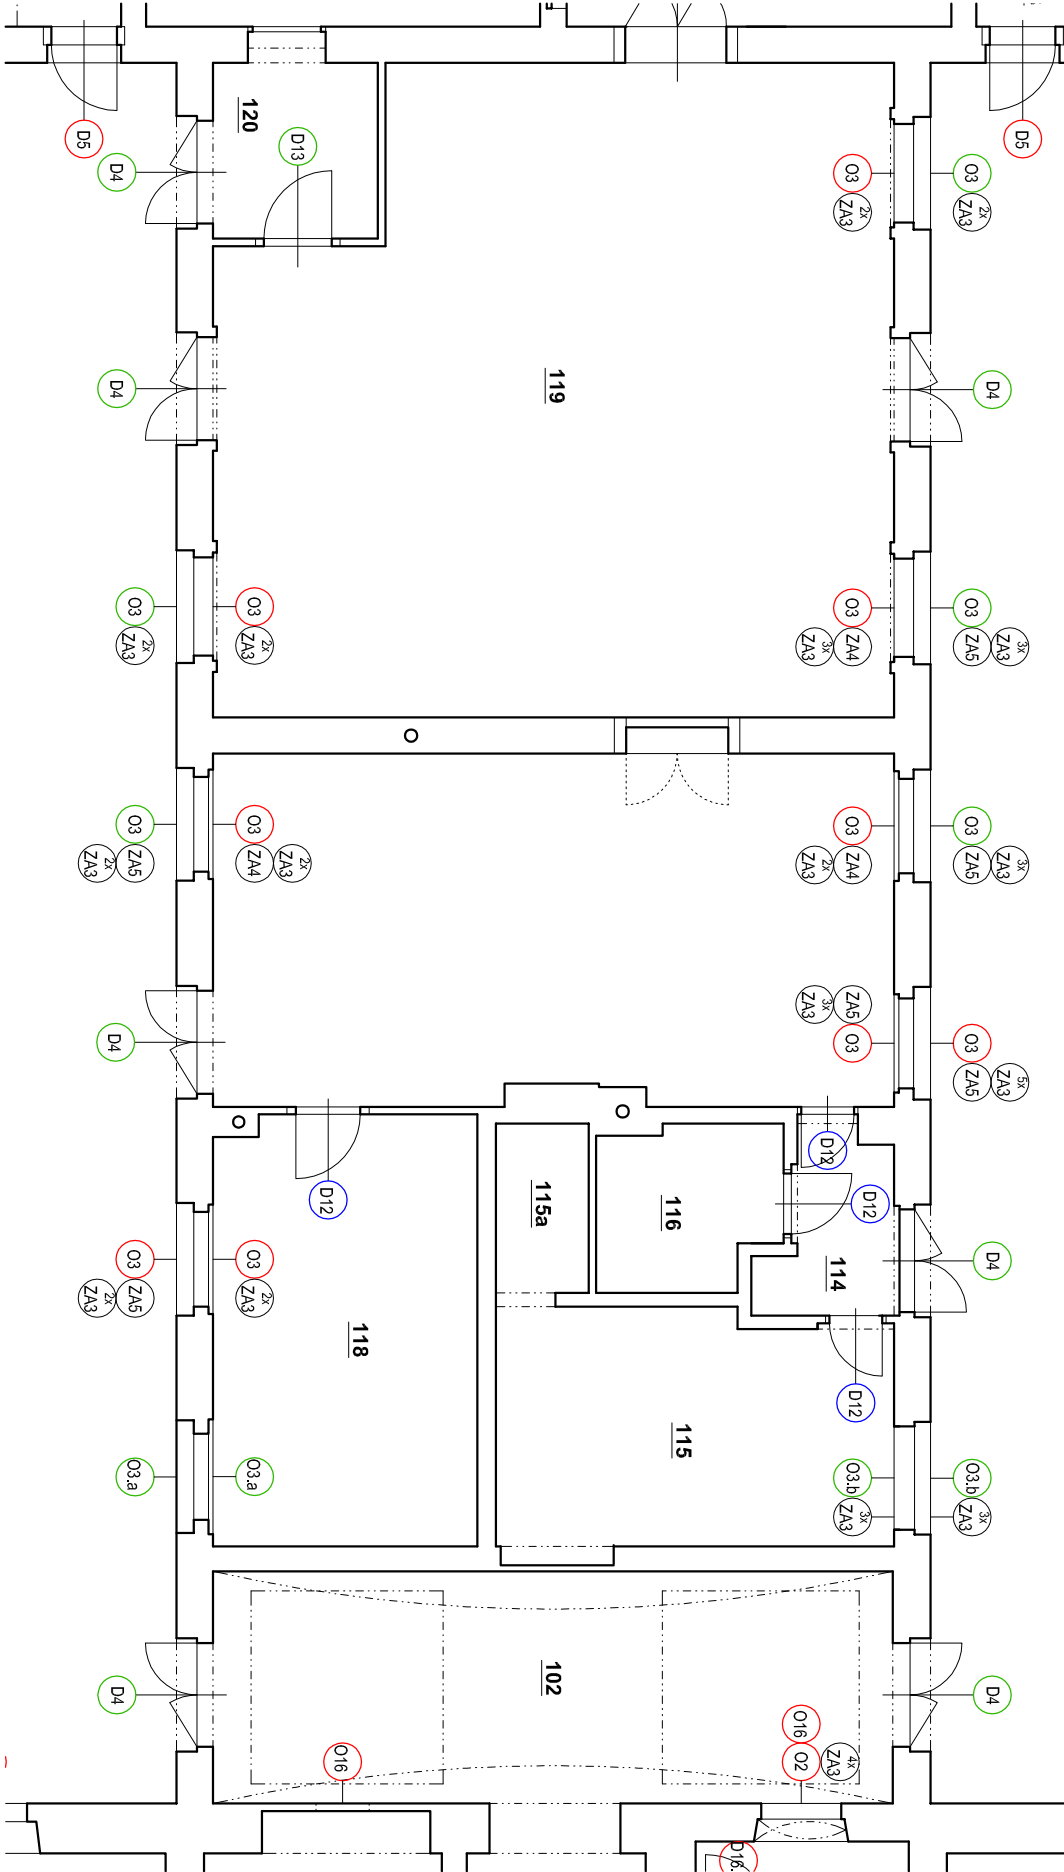 120
D13
D5
D5
D4
O3
2x
ZA3
O3
2x
ZA3
D4
119
D4
O3
2x
ZA3
O3
2x
ZA3
O3
ZA4
3x
ZA3
O3
ZA5
3x
ZA3
O3
ZA5
2x
ZA3
O3
ZA4
2x
ZA3
O3
ZA4
2x
ZA3
O3
ZA5
3x
ZA3
D4
ZA5
3x
ZA3
O3
O3
ZA5
5x
ZA3
D12
D12
115a
116
D12
114
D4
O3
ZA5
2x
ZA3
O3
2x
ZA3
118
D12
115
O3.a
O3.a
O3.b
3x
ZA3
O3.b
3x
ZA3
D4
102
D4
O16
O16
O2
4x
ZA3
D16.